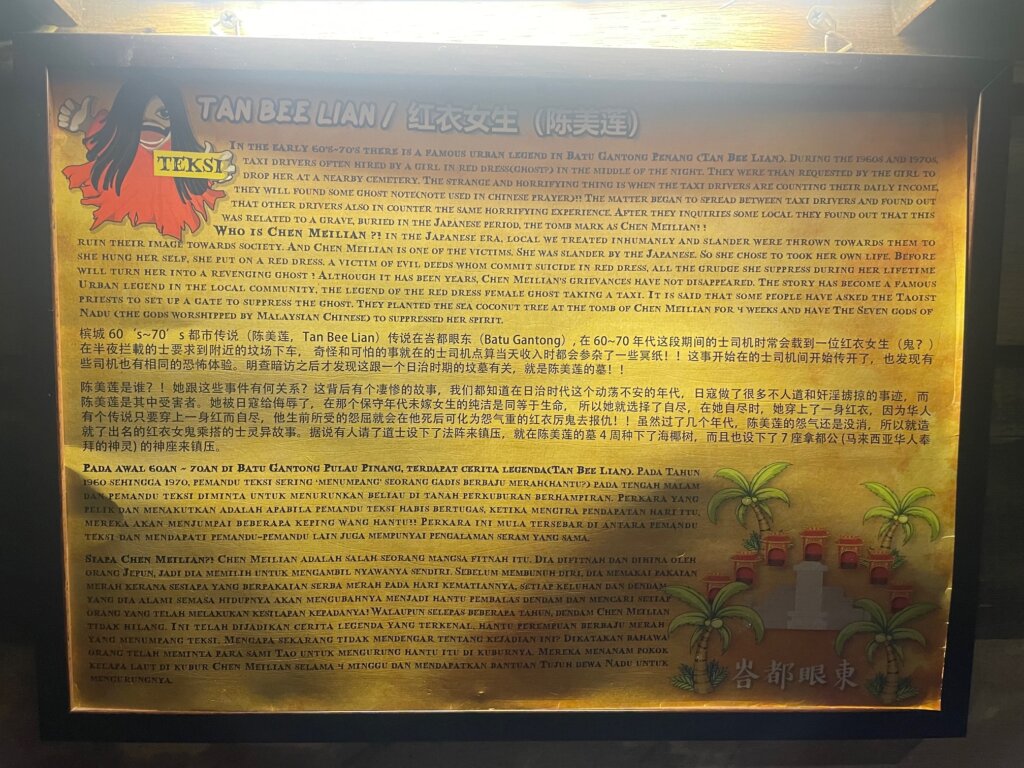 TAN BEE LIAN / 红衣女生（陈美莲）
TEKSI
IN THE EARLY 60'S~70'S THERE IS A FAMOUS URBAN LEGEND IN BATU GANTONG PENANG (TAN BEE LIAN). DURING THE 1960S AND 1970S,
TAXI DRIVERS OFTEN HIRED BY A GIRL IN RED DRESS(GHOST?) IN THE MIDDLE OF THE NIGHT. THEY WERE THAN REQUESTED BY THE GIRL TO
DROP HER AT A NEARBY CEMETERY. THE STRANGE AND HORRIFYING THING IS WHEN THE TAXI DRIVERS ARE COUNTING THEIR DAILY INCOME,
THEY WILL FOUND SOME GHOST NOTE(NOTE USED IN CHINESE PRAYER)!! THE MATTER BEGAN TO SPREAD BETWEEN TAXI DRIVERS AND FOUND OUT
THAT OTHER DRIVERS ALSO IN COUNTER THE SAME HORRIFYING EXPERIENCE. AFTER THEY INQUIRIES SOME LOCAL THEY FOUND OUT THAT THIS
WAS RELATED TO A GRAVE, BURIED IN THE JAPANESE PERIOD, THE TOMB MARK AS CHEN MEILIAN!!
WHO IS CHEN MEILIAN ?! IN THE JAPANESE ERA, LOCAL WE TREATED INHUMANLY AND SLANDER WERE THROWN TOWARDS THEM TO
RUIN THEIR IMAGE TOWARDS SOCIETY. AND CHEN MEILIAN IS ONE OF THE VICTIMS. SHE WAS SLANDER BY THE JAPANESE. SO SHE CHOSE TO TOOK HER OWN LIFE. BEFORE
SHE HUNG HER SELF, SHE PUT ON A RED DRESS. A VICTIM OF EVIL DEEDS WHOM COMMIT SUICIDE IN RED DRESS, ALL THE GRUDGE SHE SUPPRESS DURING HER LIFETIME
WILL TURN HER INTO A REVENGING GHOST ! ALTHOUGH IT HAS BEEN YEARS, CHEN MEILIAN'S GRIEVANCES HAVE NOT DISAPPEARED. THE STORY HAS BECOME A FAMOUS
URBAN LEGEND IN THE LOCAL COMMUNITY, THE LEGEND OF THE RED DRESS FEMALE GHOST TAKING A TAXI. IT IS SAID THAT SOME PEOPLE HAVE ASKED THE TAOIST
PRIESTS TO SET UP A GATE TO SUPPRESS THE GHOST. THEY PLANTED THE SEA COCONUT TREE AT THE TOMB OF CHEN MEILIAN FOR 4 WEEKS AND HAVE THE SEVEN GODS OF
NADU (THE GODS WORSHIPPED BY MALAYSIAN CHINESE) TO SUPPRESSED HER SPIRIT.
槟城 60‘s~70’s 都市传说（陈美莲，Tan Bee Lian）传说在峇都眼东（Batu Gantong），在 60~70 年代这段期间的士司机时常会载到一位红衣女生（鬼？）
在半夜拦载的士要求到附近的坟场下车， 奇怪和可怕的事就在的士司机点算当天收入时都会参杂了一些冥纸！！ 这事开始在的士司机间开始传开了，也发现有
些司机也有相同的恐怖体验。明查暗访之后才发现这跟一个日治时期的坟墓有关，就是陈美莲的墓！！
陈美莲是谁？！她跟这些事件有何关系？这背后有个凄惨的故事，我们都知道在日治时代这个动荡不安的年代，日寇做了很多不人道和奸淫掳掠的事迹，而
陈美莲是其中受害者。她被日寇给侮辱了，在那个保守年代未嫁女生的纯洁是同等于生命， 所以她就选择了自尽，在她自尽时，她穿上了一身红衣，因为华人
有个传说只要穿上一身红而自尽，他生前所受的怨屈就会在他死后可化为怨气重的红衣厉鬼去报仇！！虽然过了几个年代，陈美莲的怨还是没消，所以就造
就了出名的红衣女鬼乘搭的士灵异故事。据说有人请了道士设下了法阵来镇压，就在陈美莲的墓 4 周种下了海椰树，而且也设下了 7 座拿都公 (马来西亚华人奉
拜的神灵) 的神座来镇压。
PADA AWAL 60AN ~ 70AN DI BATU GANTONG PULAU PINANG, TERDAPAT CERITA LEGENDA(TAN BEE LIAN). PADA TAHUN
1960 SEHINGGA 1970, PEMANDU TEKSI SERING 'MENUMPANG' SEORANG GADIS BERBAJU MERAH(HANTU?) PADA TENGAH MALAM
DAN PEMANDU TEKSI DIMINTA UNTUK MENURUNKAN BELIAU DI TANAH PERKUBURAN BERHAMPIRAN. PERKARA YANG
PELIK DAN MENAKUTKAN ADALAH APABILA PEMANDU TEKSI HABIS BERTUGAS, KETIKA MENGIRA PENDAPATAN HARI ITU,
MEREKA AKAN MENJUMPAI BEBERAPA KEPING WANG HANTU!! PERKARA INI MULA TERSEBAR DI ANTARA PEMANDU
TEKSI DAN MENDAPATI PEMANDU-PEMANDU LAIN JUGA MEMPUNYAI PENGALAMAN SERAM YANG SAMA.
SIAPA CHEN MEILIAN?! CHEN MEILIAN ADALAH SALAH SEORANG MANGSA FITNAH ITU. DIA DIFITNAH DAN DIHINA OLEH
ORANG JEPUN, JADI DIA MEMILIH UNTUK MENGAMBIL NYAWANYA SENDIRI. SEBELUM MEMBUNUH DIRI, DIA MEMAKAI PAKAIAN
MERAH KERANA SESIAPA YANG BERPAKAIAN SERBA MERAH PADA HARI KEMATIANNYA, SETIAP KELUHAN DAN DENDAM
YANG DIA ALAMI SEMASA HIDUPNYA AKAN MENGUBAHNYA MENJADI HANTU PEMBALAS DENDAM DAN MENCARI SETIAP
ORANG YANG TELAH MELAKUKAN KESILAPAN KEPADANYA! WALAUPUN SELEPAS BEBERAPA TAHUN, DENDAM CHEN MEILIAN
TIDAK HILANG. INI TELAH DIJADIKAN CERITA LEGENDA YANG TERKENAL, HANTU PEREMPUAN BERBAJU MERAH
YANG MENUMPANG TEKSI. MENGAPA SEKARANG TIDAK MENDENGAR TENTANG KEJADIAN INI? DIKATAKAN BAHAWA
ORANG TELAH MEMINTA PARA SAMI TAO UNTUK MENGURUNG HANTU ITU DI KUBURNYA. MEREKA MENANAM POKOK
KELAPA LAUT DI KUBUR CHEN MEILIAN SELAMA 4 MINGGU DAN MENDAPATKAN BANTUAN TUJUH DEWA NADU UNTUK
MENGURUNGNYA.
峇都眼東